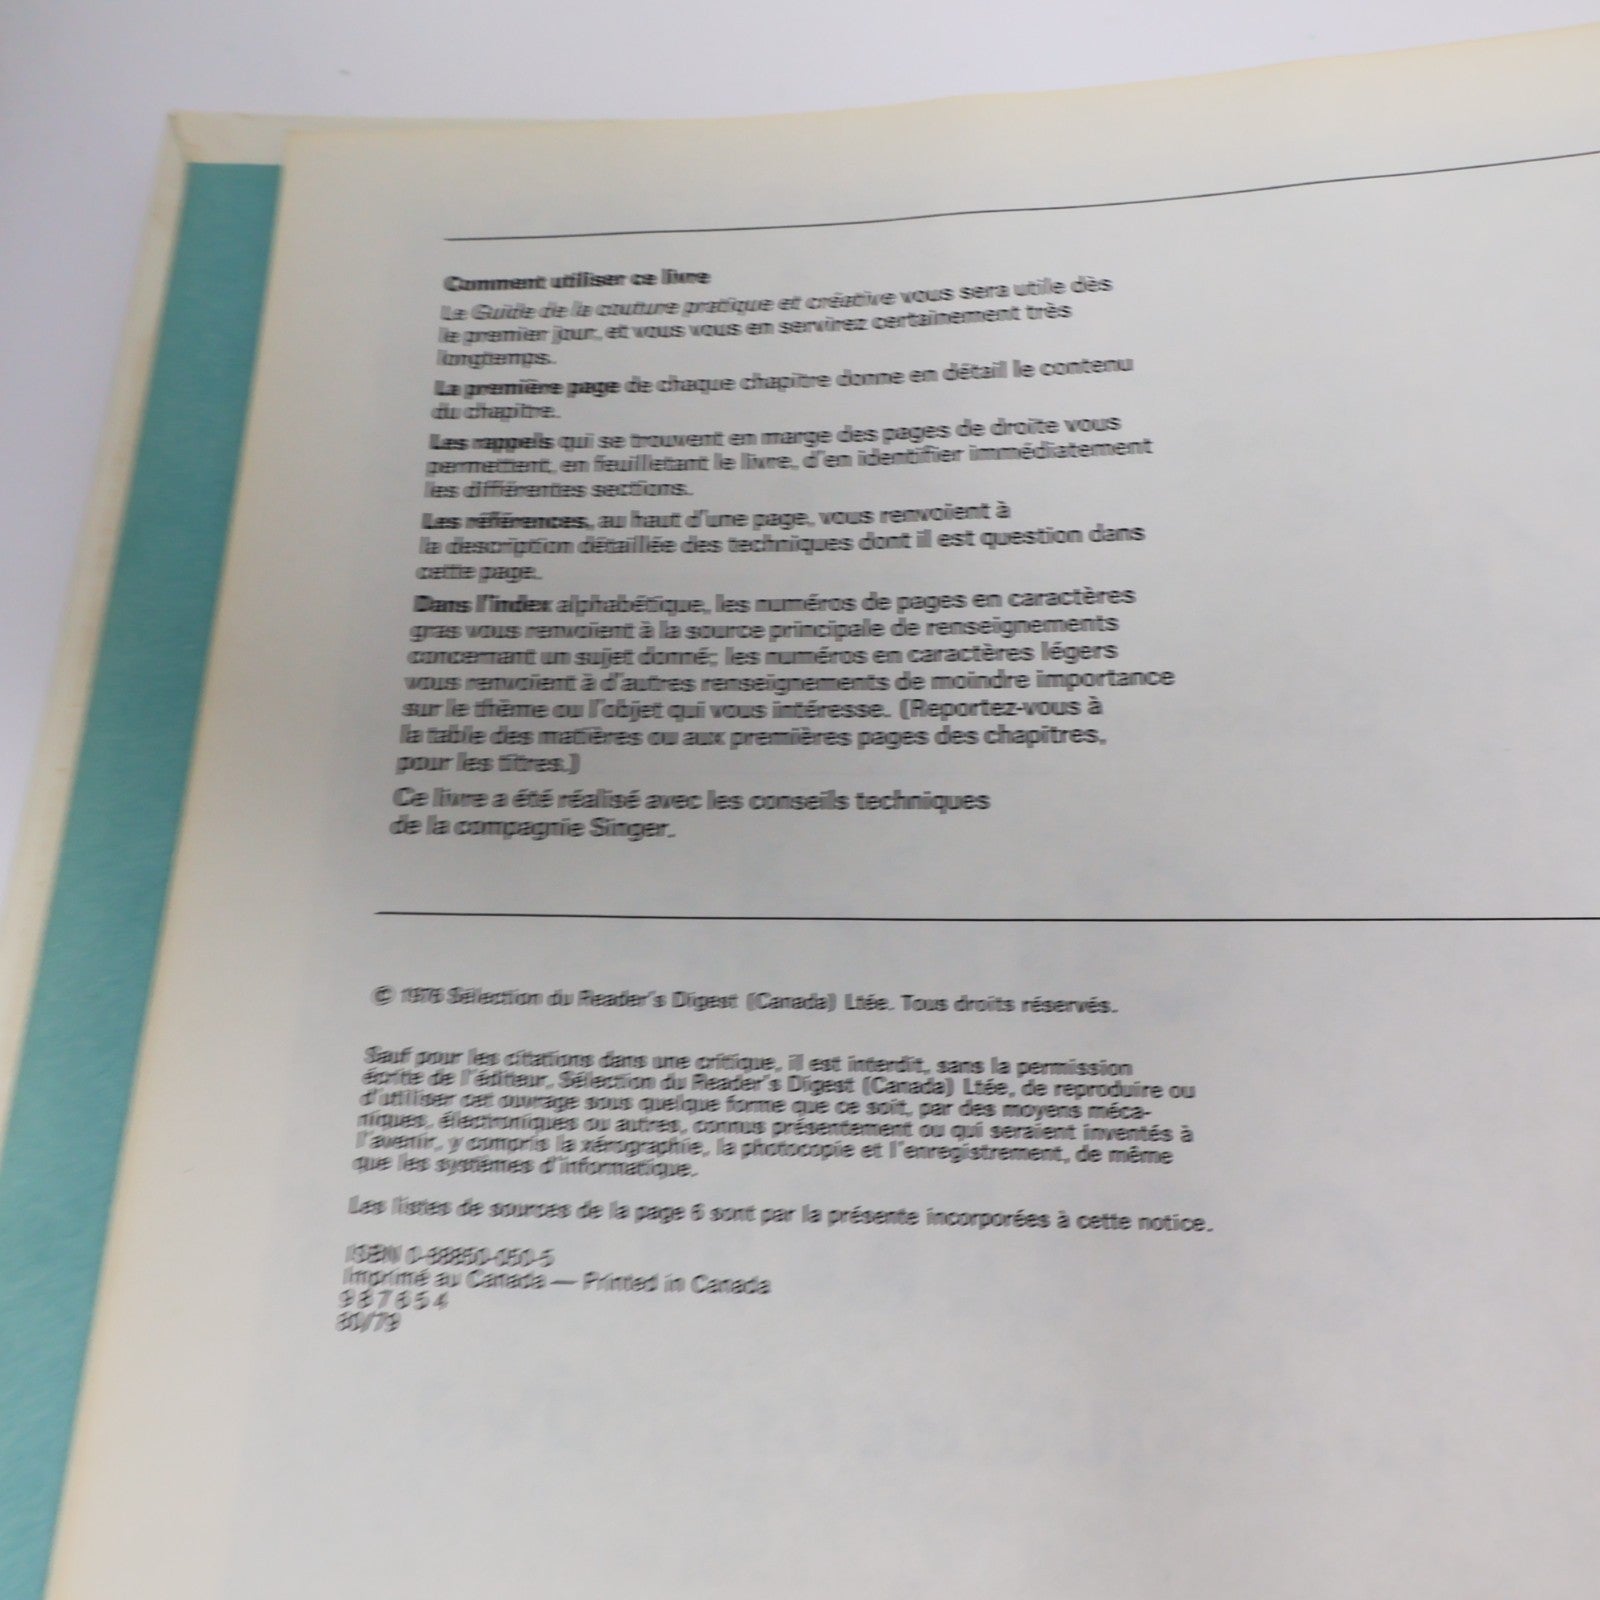 Comment utiliser ce livre
Le Guide de la couture pratique et créative vous sera utile dès
le premier jour, et vous vous en servirez certainement très
longtemps.
La première page de chaque chapitre donne en détail le contenu
du chapitre.
Les rappels qui se trouvent en marge des pages de droite vous
permettent, en feuilletant le livre, d'en identifier immédiatement
les différentes sections.
Les références, au haut d'une page, vous renvoient à
la description détaillée des techniques dont il est question dans
cette page.
Dans l'index alphabétique, les numéros de pages en caractères
gras vous renvoient à la source principale de renseignements
concernant un sujet donné; les numéros en caractères légers
vous renvoient à d'autres renseignements de moindre importance
sur le thème ou l'objet qui vous intéresse. (Reportez-vous à
la table des matières ou aux premières pages des chapitres,
pour les titres.)
Ce livre a été réalisé avec les conseils techniques
de la compagnie Singer.
© Sélection du Reader's Digest (Canada) Ltée. Tous droits réservés.
Sauf pour les citations dans une critique, il est interdit, sans la permission
écrite de l'éditeur, Sélection du Reader's Digest (Canada) Ltée, de reproduire ou
d'utiliser cet ouvrage sous quelque forme que ce soit, par des moyens méca-
niques, électroniques ou autres, connus présentement ou qui seraient inventés à
l'avenir, y compris la xérographie, la photocopie et l'enregistrement, de même
que les systèmes d'informatique.
Les listes de sources de la page 6 sont par la présente incorporées à cette notice.
ISBN 0-88850-050-5
Imprimé au Canada — Printed in Canada
9 8 7 6 5 4